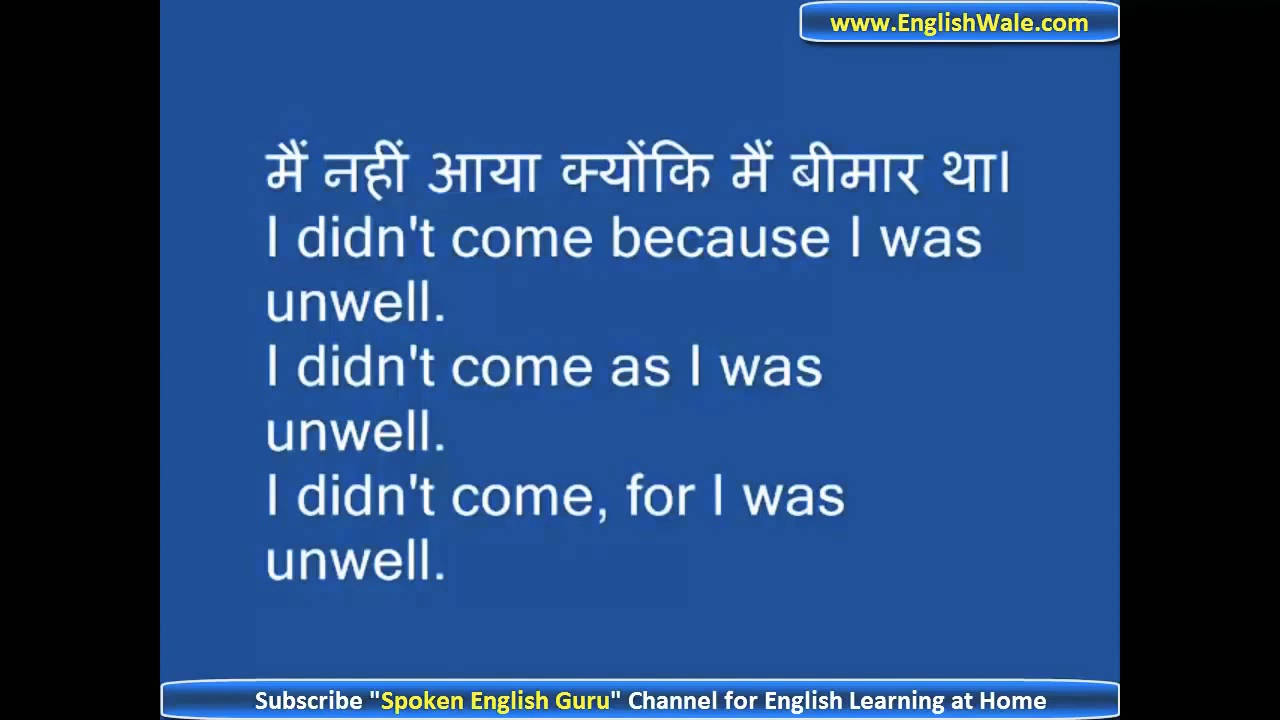 www.EnglishWale.com
मैं नहीं आया क्योंकि मैं बीमार था।
I didn't come because I was
unwell.
I didn't come as I was
unwell.
I didn't come, for I was
unwell.
Subscribe "Spoken English Guru" Channel for English Learning at Home